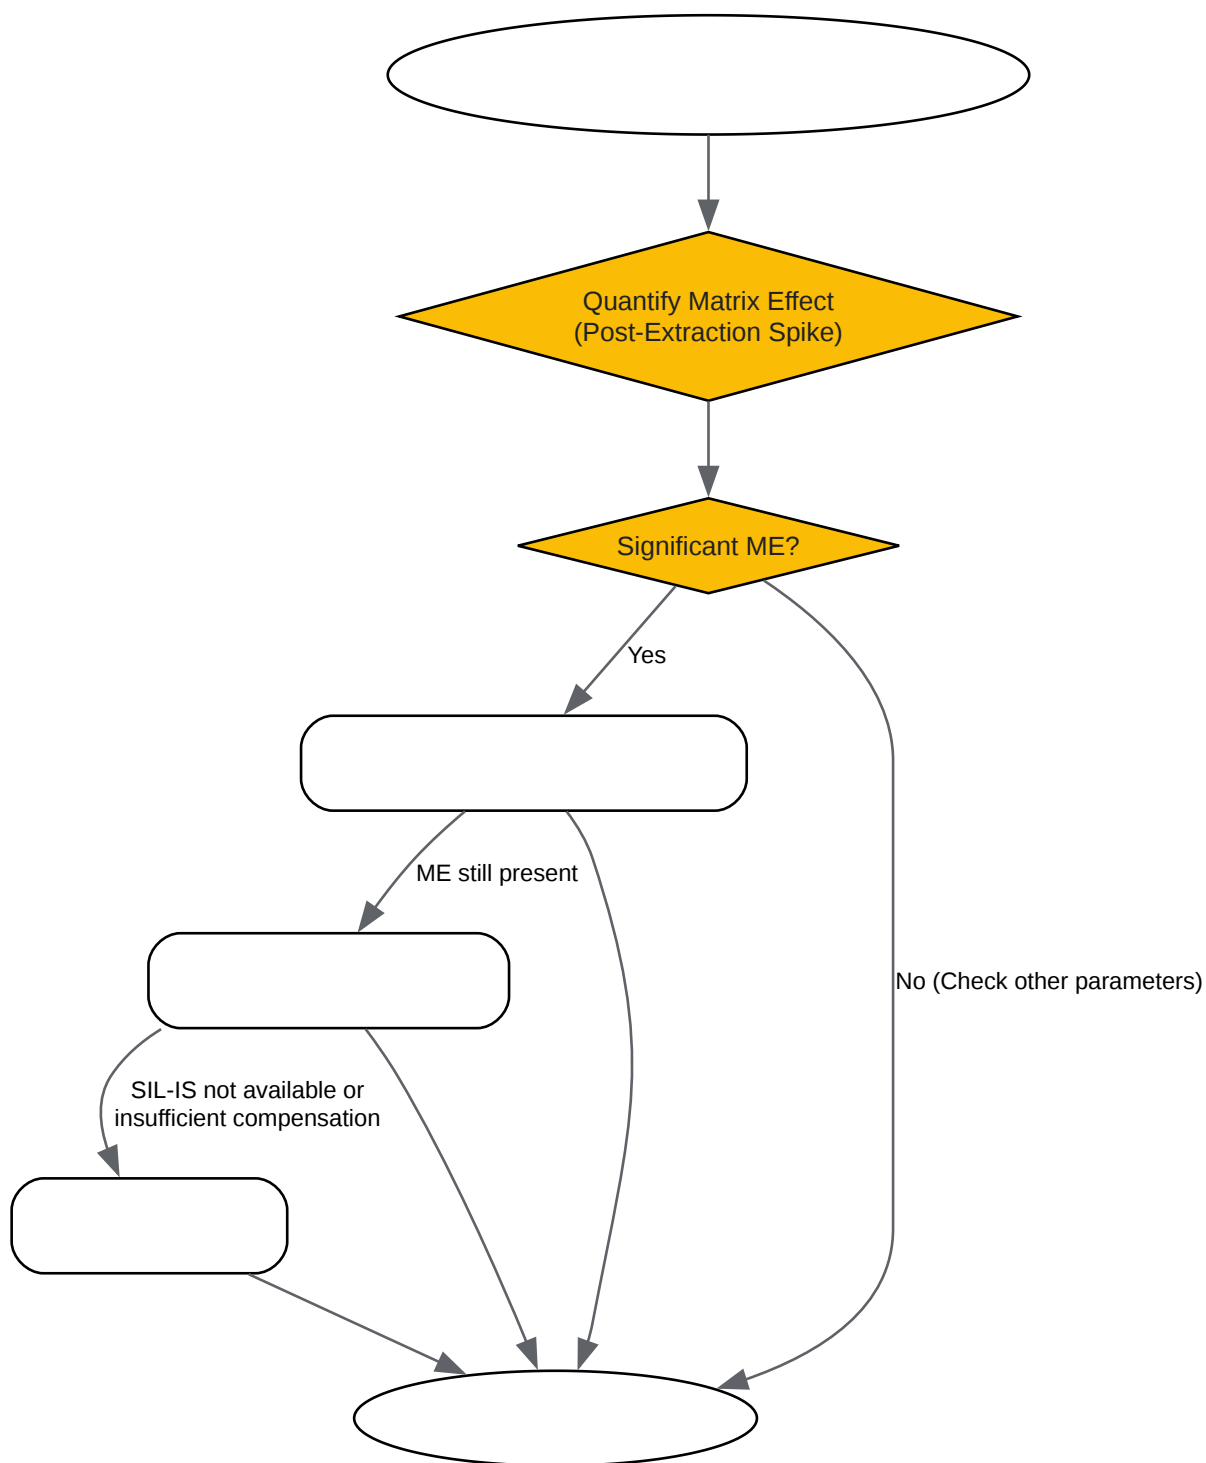 Quantify Matrix Effect
(Post-Extraction Spike)
Significant ME?
Yes
ME still present
No (Check other parameters)
SIL-IS not available or
insufficient compensation